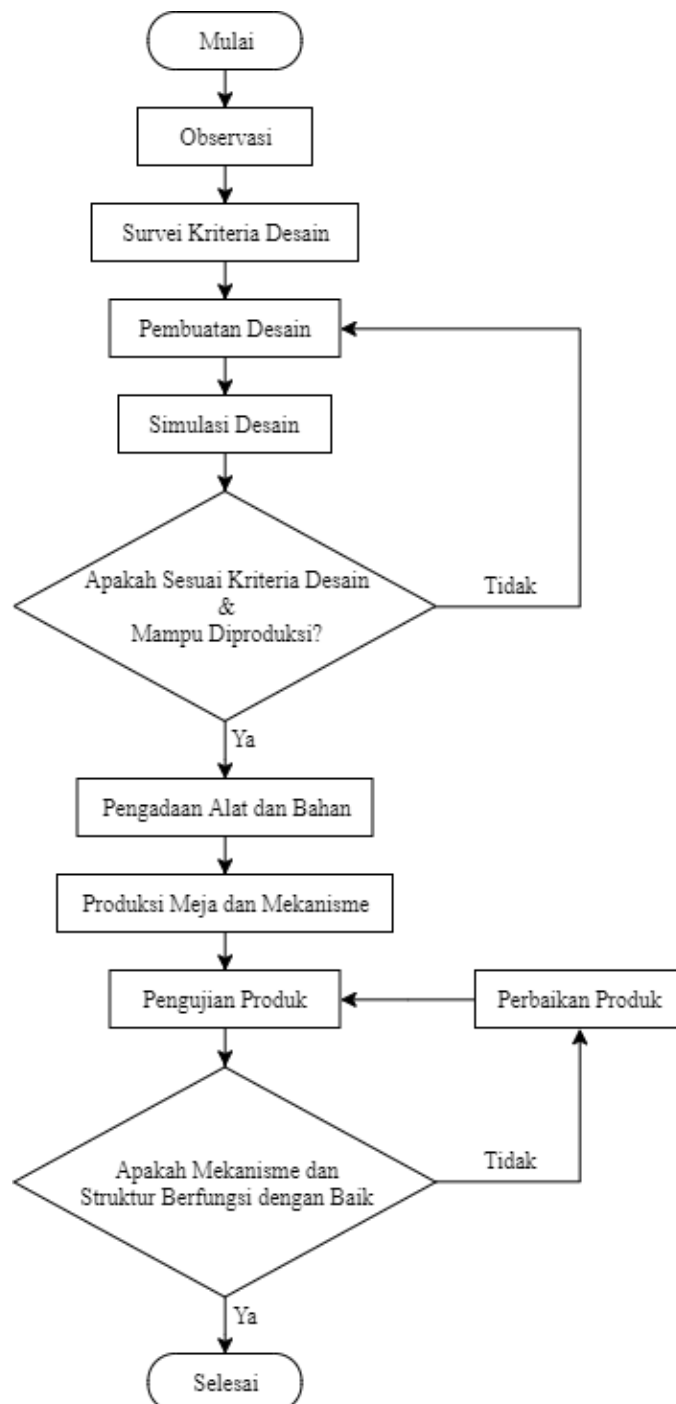 Mulai
Observasi
Survei Kriteria Desain
Pembuatan Desain
Simulasi Desain
Apakah Sesuai Kriteria Desain
&
Mampu Diproduksi?
Tidak
Ya
Pengadaan Alat dan Bahan
Produksi Meja dan Mekanisme
Pengujian Produk
Perbaikan Produk
Apakah Mekanisme dan
Struktur Berfungsi dengan Baik
Tidak
Ya
Selesai